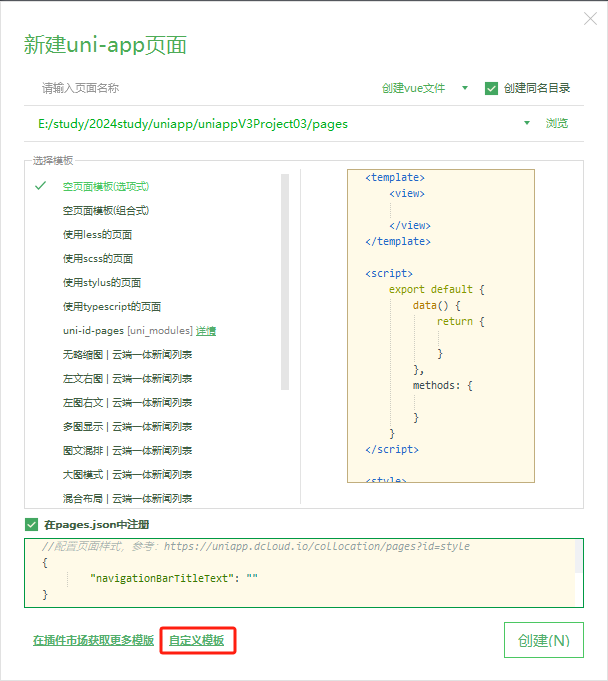 新建uni-app页面
请输入页面名称 创建vue文件 创建同名目录
E:/study/2024study/uniapp/uniappV3Project03/pages 浏览
选择模板
空页面模板(选项式)
空页面模板(组合式)
使用less的页面
使用scss的页面
使用stylus的页面
使用typescript的页面
uni-id-pages [uni_modules] 详情
无略缩图 | 云端一体新闻列表
左文右图 | 云端一体新闻列表
左图右文 | 云端一体新闻列表
多图显示 | 云端一体新闻列表
图文混排 | 云端一体新闻列表
大图模式 | 云端一体新闻列表
混合布局 | 云端一体新闻列表
<template>
<view>
</view>
</template>
<script>
export default {
data() {
return {
}
},
methods: {
}
}
</script>
<style>
在pages.json中注册
//配置页面样式，参考：https://uniapp.dcloud.io/collocation/pages?id=style
{
"navigationBarTitleText": ""
}
在插件市场获取更多模版 自定义模板 创建(N)